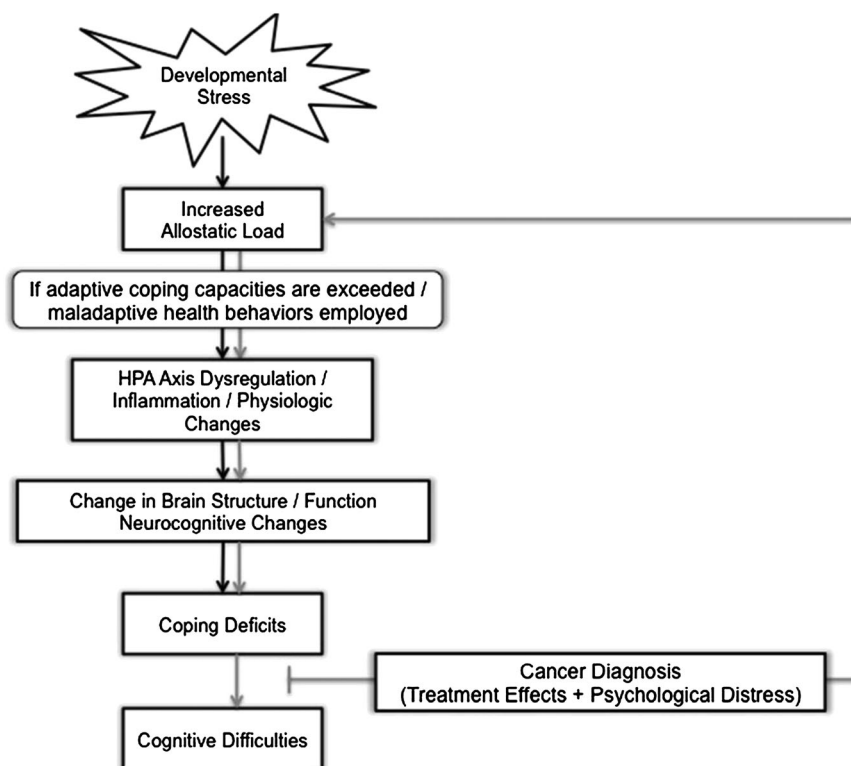 Developmental
Stress
Increased
Allostatic Load
If adaptive coping capacities are exceeded /
maladaptive health behaviors employed
HPA Axis Dysregulation /
Inflammation / Physiologic
Changes
Change in Brain Structure / Function
Neurocognitive Changes
Coping Deficits
Cancer Diagnosis
(Treatment Effects + Psychological Distress)
Cognitive Difficulties